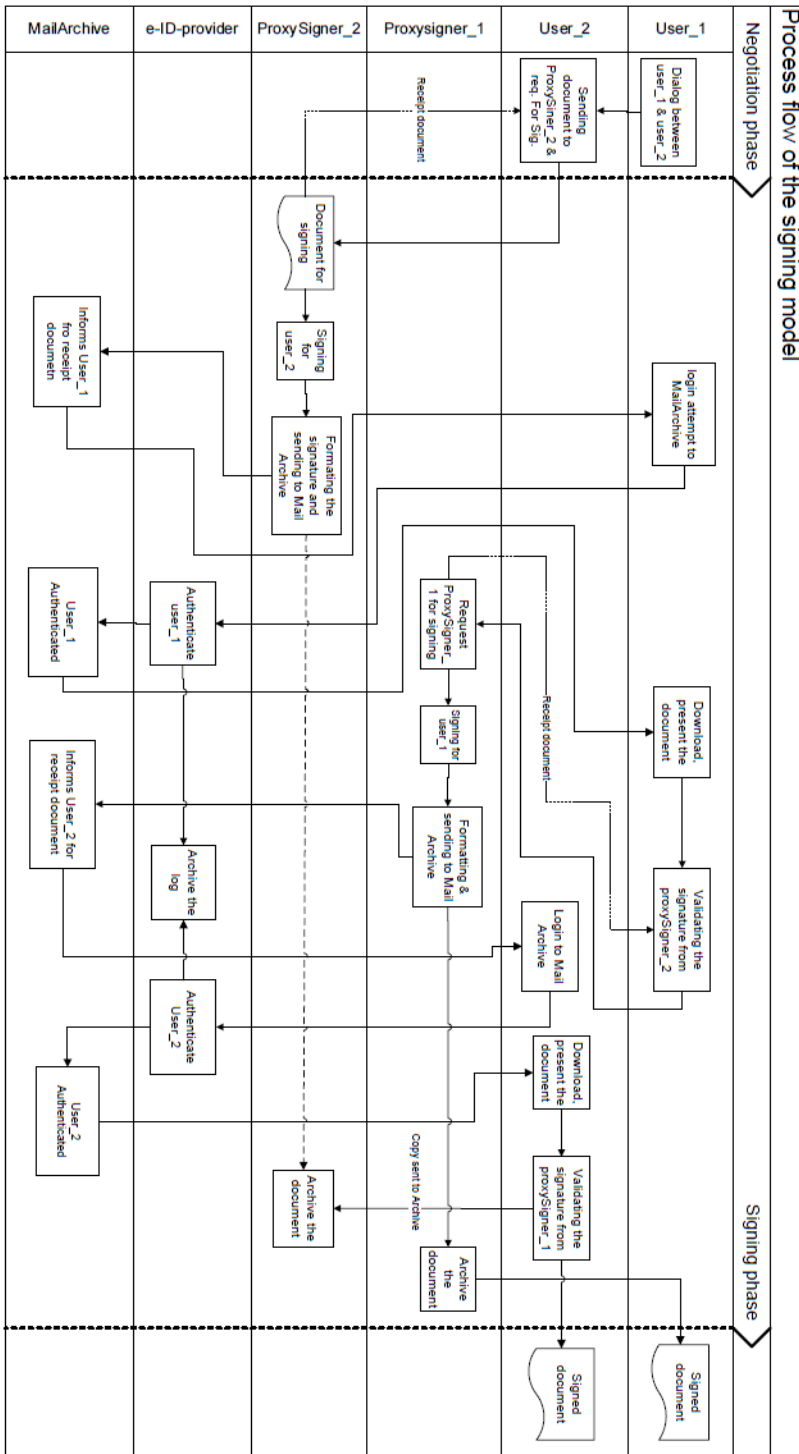 Process flow of the signing model
Negotiation phase
Signing phase
User_1
Dialog between
user_1 & user_2
login attempt to
MailArchive
Download,
present the
document
Validating the
signature from
proxySigner_2
Signed
document
User_2
Sending
document to
ProxySiner_2 &
req. For Sig.
Receipt document
Login to Mail
Archive
Download,
present the
document
Validating the
signature from
proxySigner_1
Signed
document
Proxysigner_1
Receipt document
Request
ProxySigner_
1 for signing
Signing for
user_1
Formatting &
sending to Mail
Archive
Copy sent to Archive
Archive
the
document
ProxySigner_2
Document for
signing
Signing
for
user_2
Formating the
signature and
sending to Mail
Archive
Archive the
document
e-ID-provider
Authenticate
user_1
Archive the
log
Authenticate
User_2
MailArchive
Informs User_1
fro receipt
documetn
User_1
Authenticated
Informs User_2 for
receipt document
User_2
Authenticated